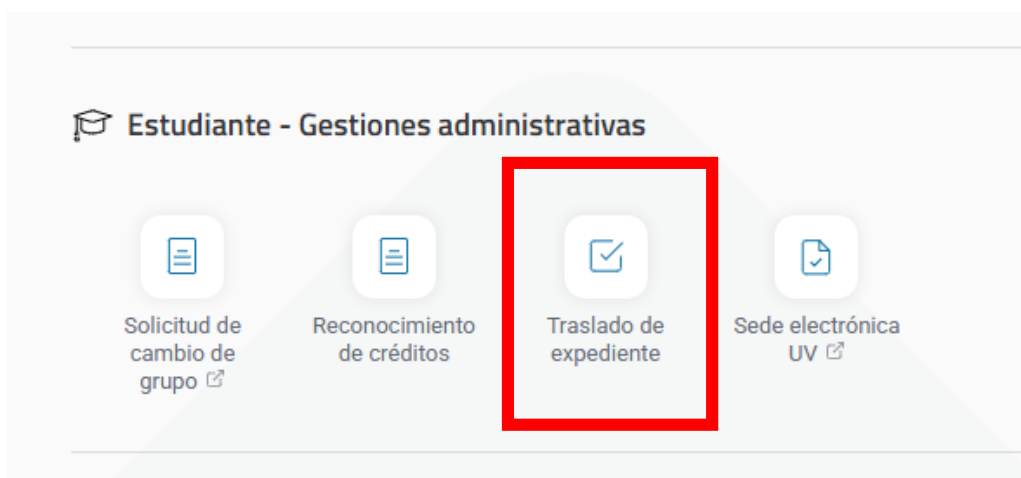 Estudiante - Gestiones administrativas
Solicitud de
cambio de
grupo
Reconocimiento
de créditos
Traslado de
expediente
Sede electrónica
UV